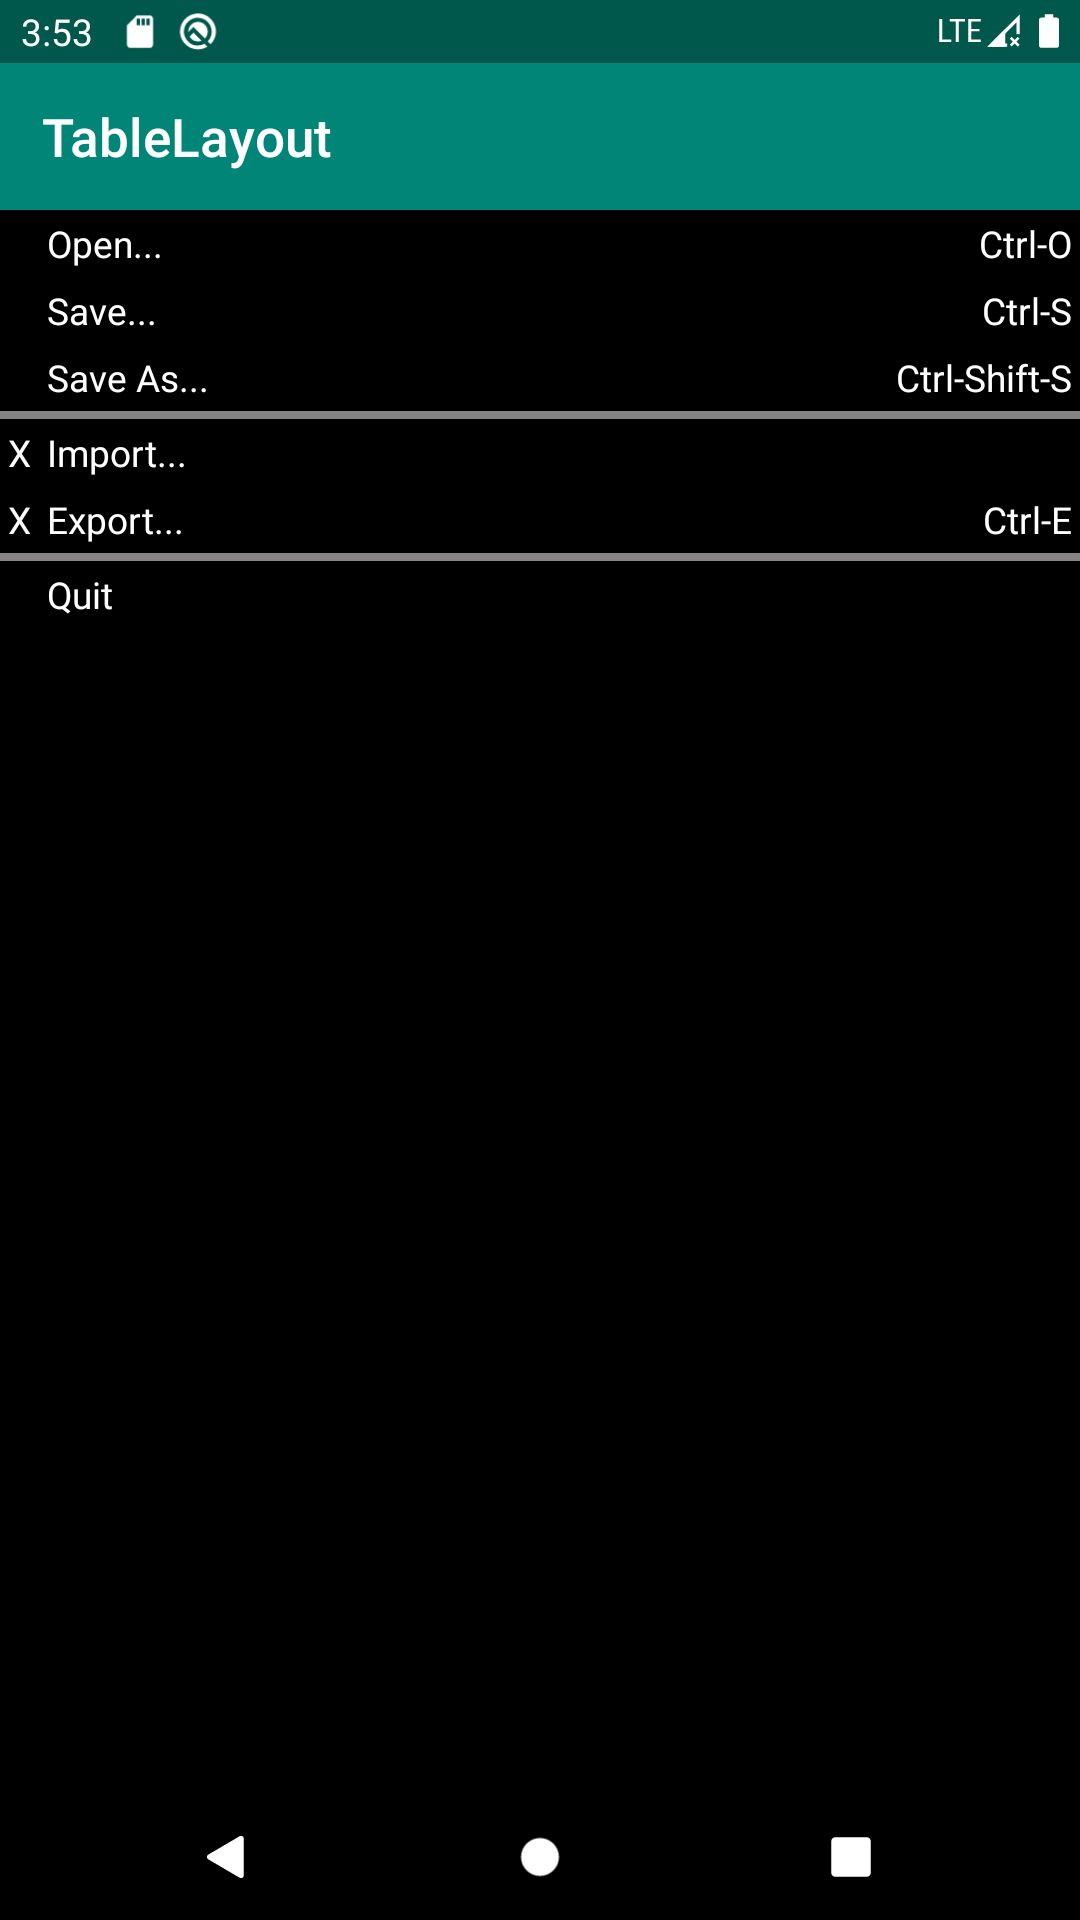 3:53 LTE
TableLayout
Open... Ctrl-O
Save... Ctrl-S
Save As... Ctrl-Shift-S
X Import...
X Export... Ctrl-E
Quit